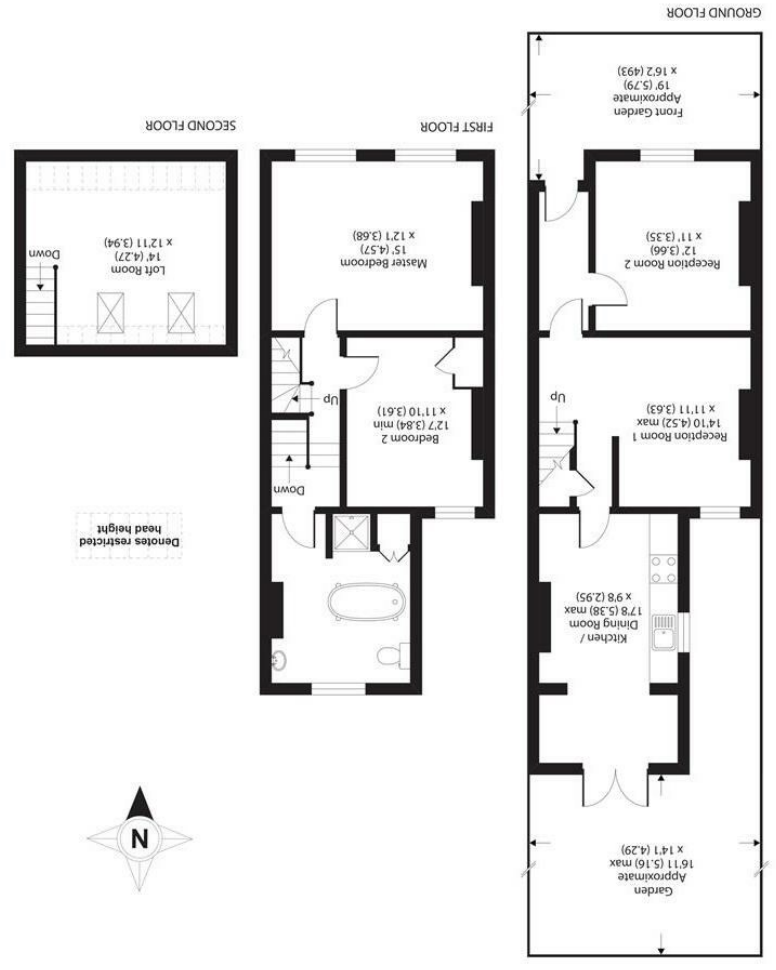 Garden
Approximate
16'11 (5.16) max
x 14'1 (4.29)
Kitchen /
Dining Room
17'8 (5.38) max
x 9'8 (2.95)
Reception Room 1
14'10 (4.52) max
x 11'11 (3.63)
Up
Reception Room 2
12' (3.66)
x 11' (3.35)
Front Garden
Approximate
19' (5.79)
x 16'2 (493)
GROUND FLOOR
Down
Bedroom 2
12'7 (3.84) min
x 11'10 (3.61)
Up
Master Bedroom
15' (4.57)
x 12'1 (3.68)
FIRST FLOOR
N
Denotes restricted
head height
Loft Room
14' (4.27)
x 12'11 (3.94)
Down
SECOND FLOOR